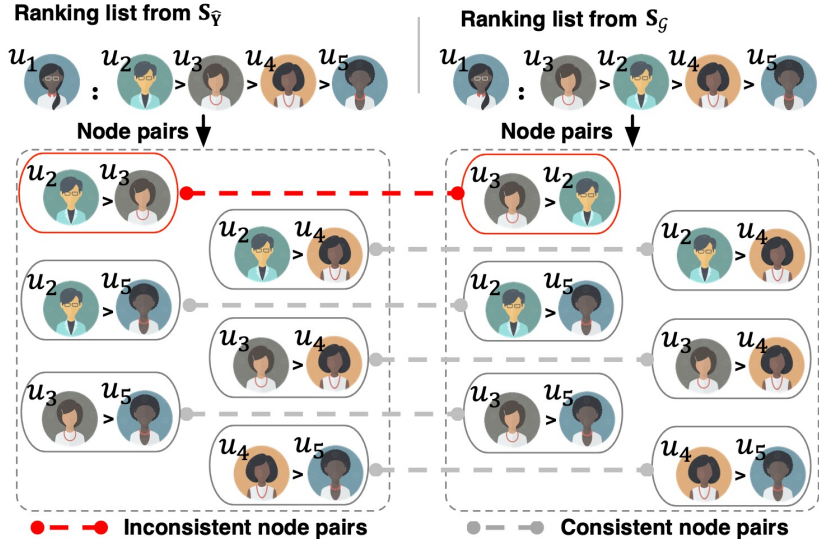 Ranking list from S_Ŷ
u₁ : u₂ > u₃ > u₄ > u₅
Node pairs
u₂ > u₃
u₂ > u₄
u₂ > u₅
u₃ > u₄
u₃ > u₅
u₄ > u₅
Ranking list from S_𝒢
u₁ : u₃ > u₂ > u₄ > u₅
Node pairs
u₃ > u₂
u₂ > u₄
u₂ > u₅
u₃ > u₄
u₃ > u₅
u₄ > u₅
Inconsistent node pairs
Consistent node pairs